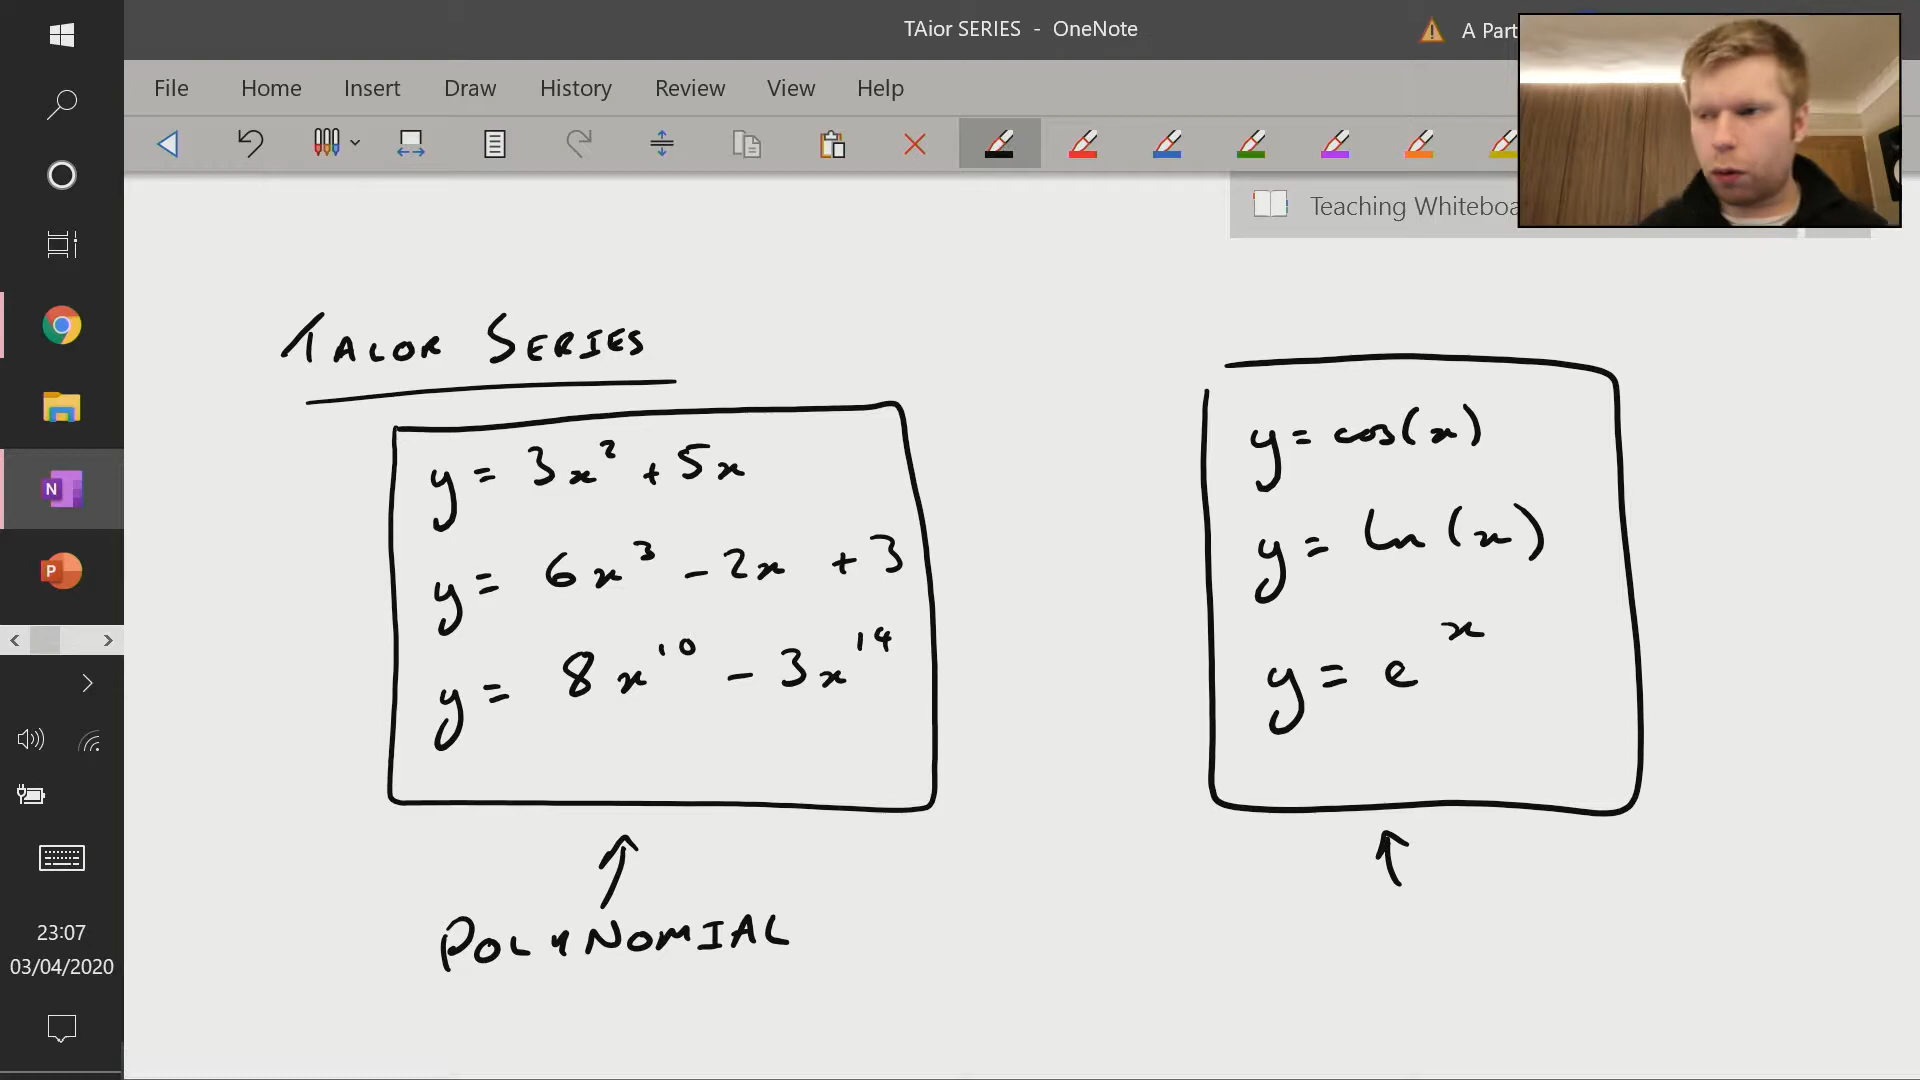 TAior SERIES - OneNote
A Part
File Home Insert Draw History Review View Help
Teaching Whiteboa
TALOR SERIES
y = 3x² + 5x
y = 6x³ - 2x + 3
y = 8x¹⁰ - 3x¹⁴
POLYNOMIAL
y = cos(x)
y = ln(x)
y = eˣ
N
P
23:07
03/04/2020